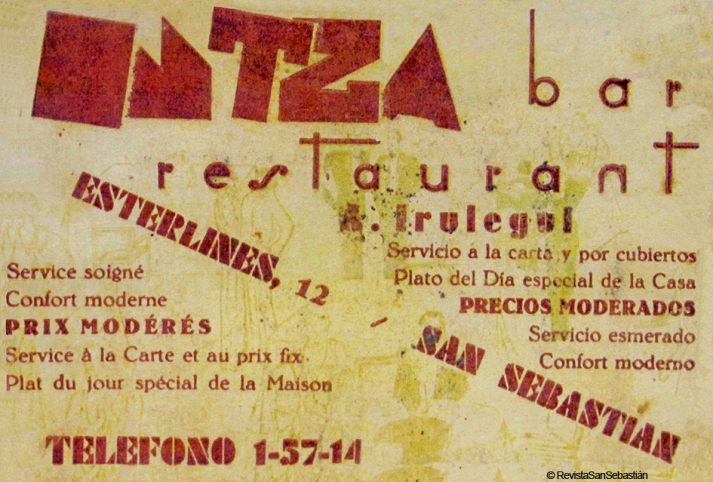 INTZA bar
restaurant
A. Irulegui
ESTERLINES, 12 - SAN SEBASTIÁN
Service soigné
Confort moderne
PRIX MODÉRÉS
Service à la Carte et au prix fix
Plat du jour spécial de la Maison
Servicio á la carta y por cubiertos
Plato del Día especial de la Casa
PRECIOS MODERADOS
Servicio esmerado
Confort moderno
TELEFONO 1-57-14
© RevistaSanSebastián